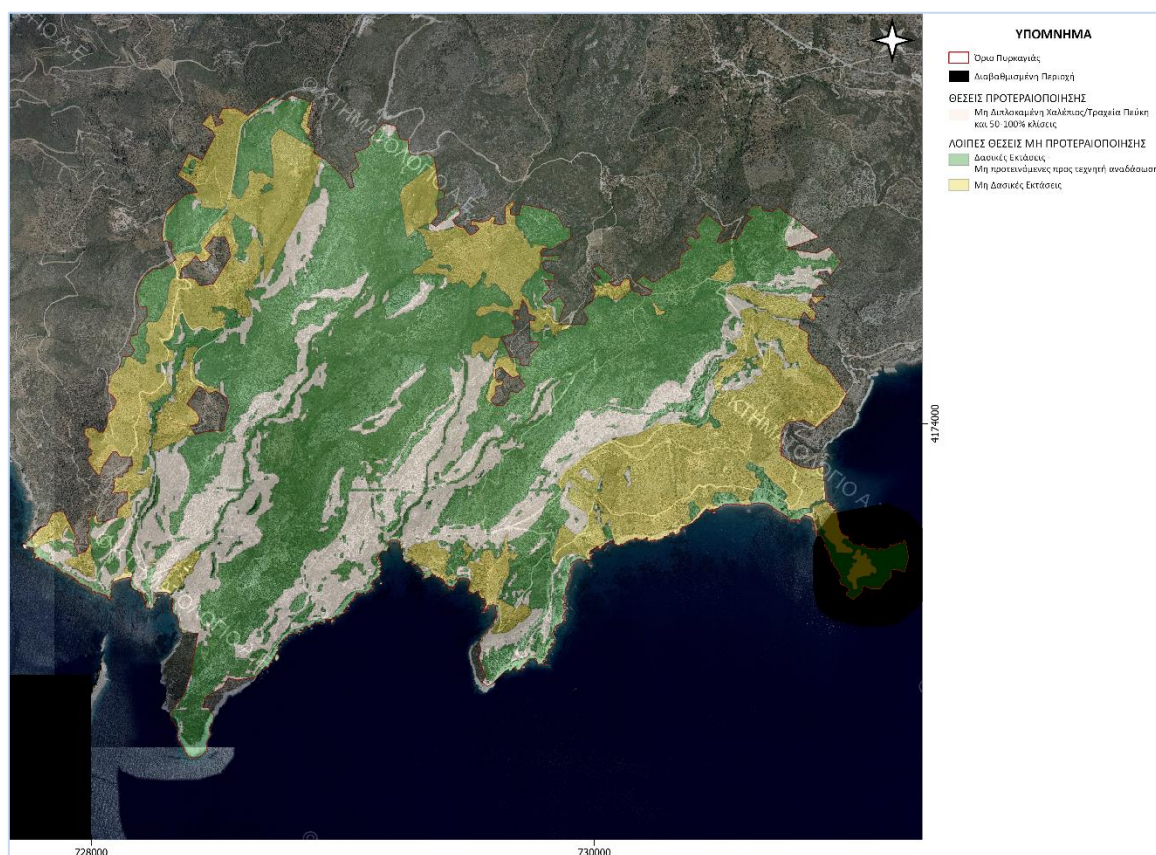 ΥΠΟΜΝΗΜΑ
Όρια Πυρκαγιάς
Διαβαθμισμένη Περιοχή
ΘΕΣΕΙΣ ΠΡΟΤΕΡΑΙΟΠΟΙΗΣΗΣ
Μη Διπλοκαμένη Χαλέπιος/Τραχεία Πεύκη
και 50-100% κλίσεις
ΛΟΙΠΕΣ ΘΕΣΕΙΣ ΜΗ ΠΡΟΤΕΡΑΙΟΠΟΙΗΣΗΣ
Δασικές Εκτάσεις
Μη προτεινόμενες προς τεχνητή αναδάσωση
Μη Δασικές Εκτάσεις
4174000
728000
730000